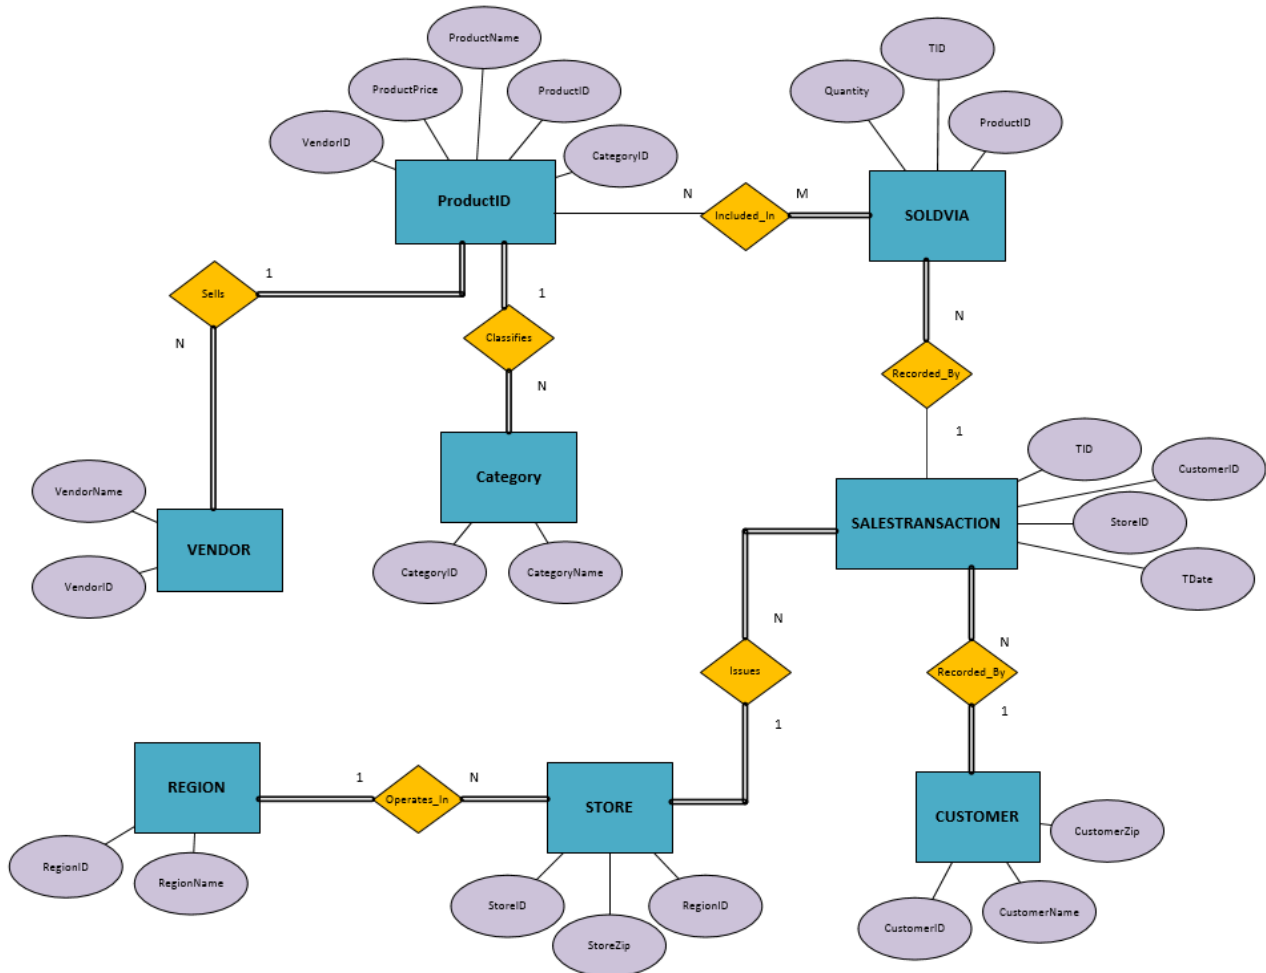 ProductName
TID
ProductPrice
ProductID
Quantity
VendorID
CategoryID
ProductID
ProductID
N
M
Included_In
SOLDVIA
Sells
1
1
N
Classifies
N
N
Recorded_By
1
VendorName
VENDOR
VendorID
Category
CategoryID
CategoryName
TID
CustomerID
SALESTRANSACTION
StoreID
TDate
N
Issues
1
N
Recorded_By
1
REGION
1
Operates_In
N
STORE
CUSTOMER
CustomerZip
RegionID
RegionName
StoreID
StoreZip
RegionID
CustomerID
CustomerName